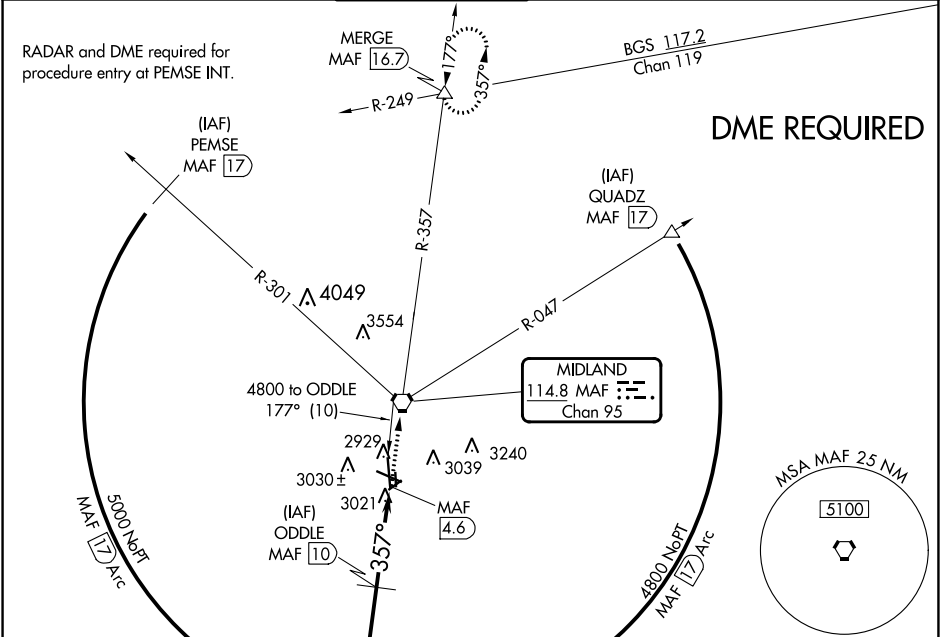 RADAR and DME required for
procedure entry at PEMSE INT.
MERGE
MAF 16.7
177°
357°
BGS 117.2
Chan 119
R-249
DME REQUIRED
(IAF)
PEMSE
MAF 17
(IAF)
QUADZ
MAF 17
R-357
R-301
4049
3554
R-047
4800 to ODDLE
177° (10)
MIDLAND
114.8 MAF
Chan 95
2929
3240
3039
3030±
3021
MAF
4.6
(IAF)
ODDLE
MAF 10
357°
5000 NoPT
MAF 17 Arc
4800 NoPT
MAF 17 Arc
MSA MAF 25 NM
5100